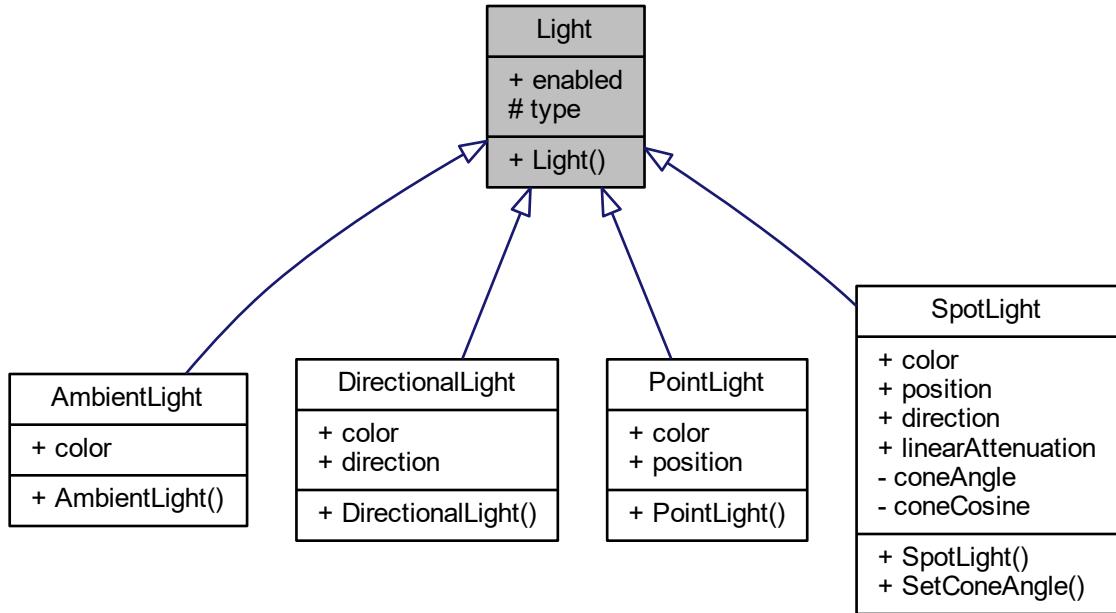 Light
+ enabled
# type
+ Light()
AmbientLight
+ color
+ AmbientLight()
DirectionalLight
+ color
+ direction
+ DirectionalLight()
PointLight
+ color
+ position
+ PointLight()
SpotLight
+ color
+ position
+ direction
+ linearAttenuation
- coneAngle
- coneCosine
+ SpotLight()
+ SetConeAngle()